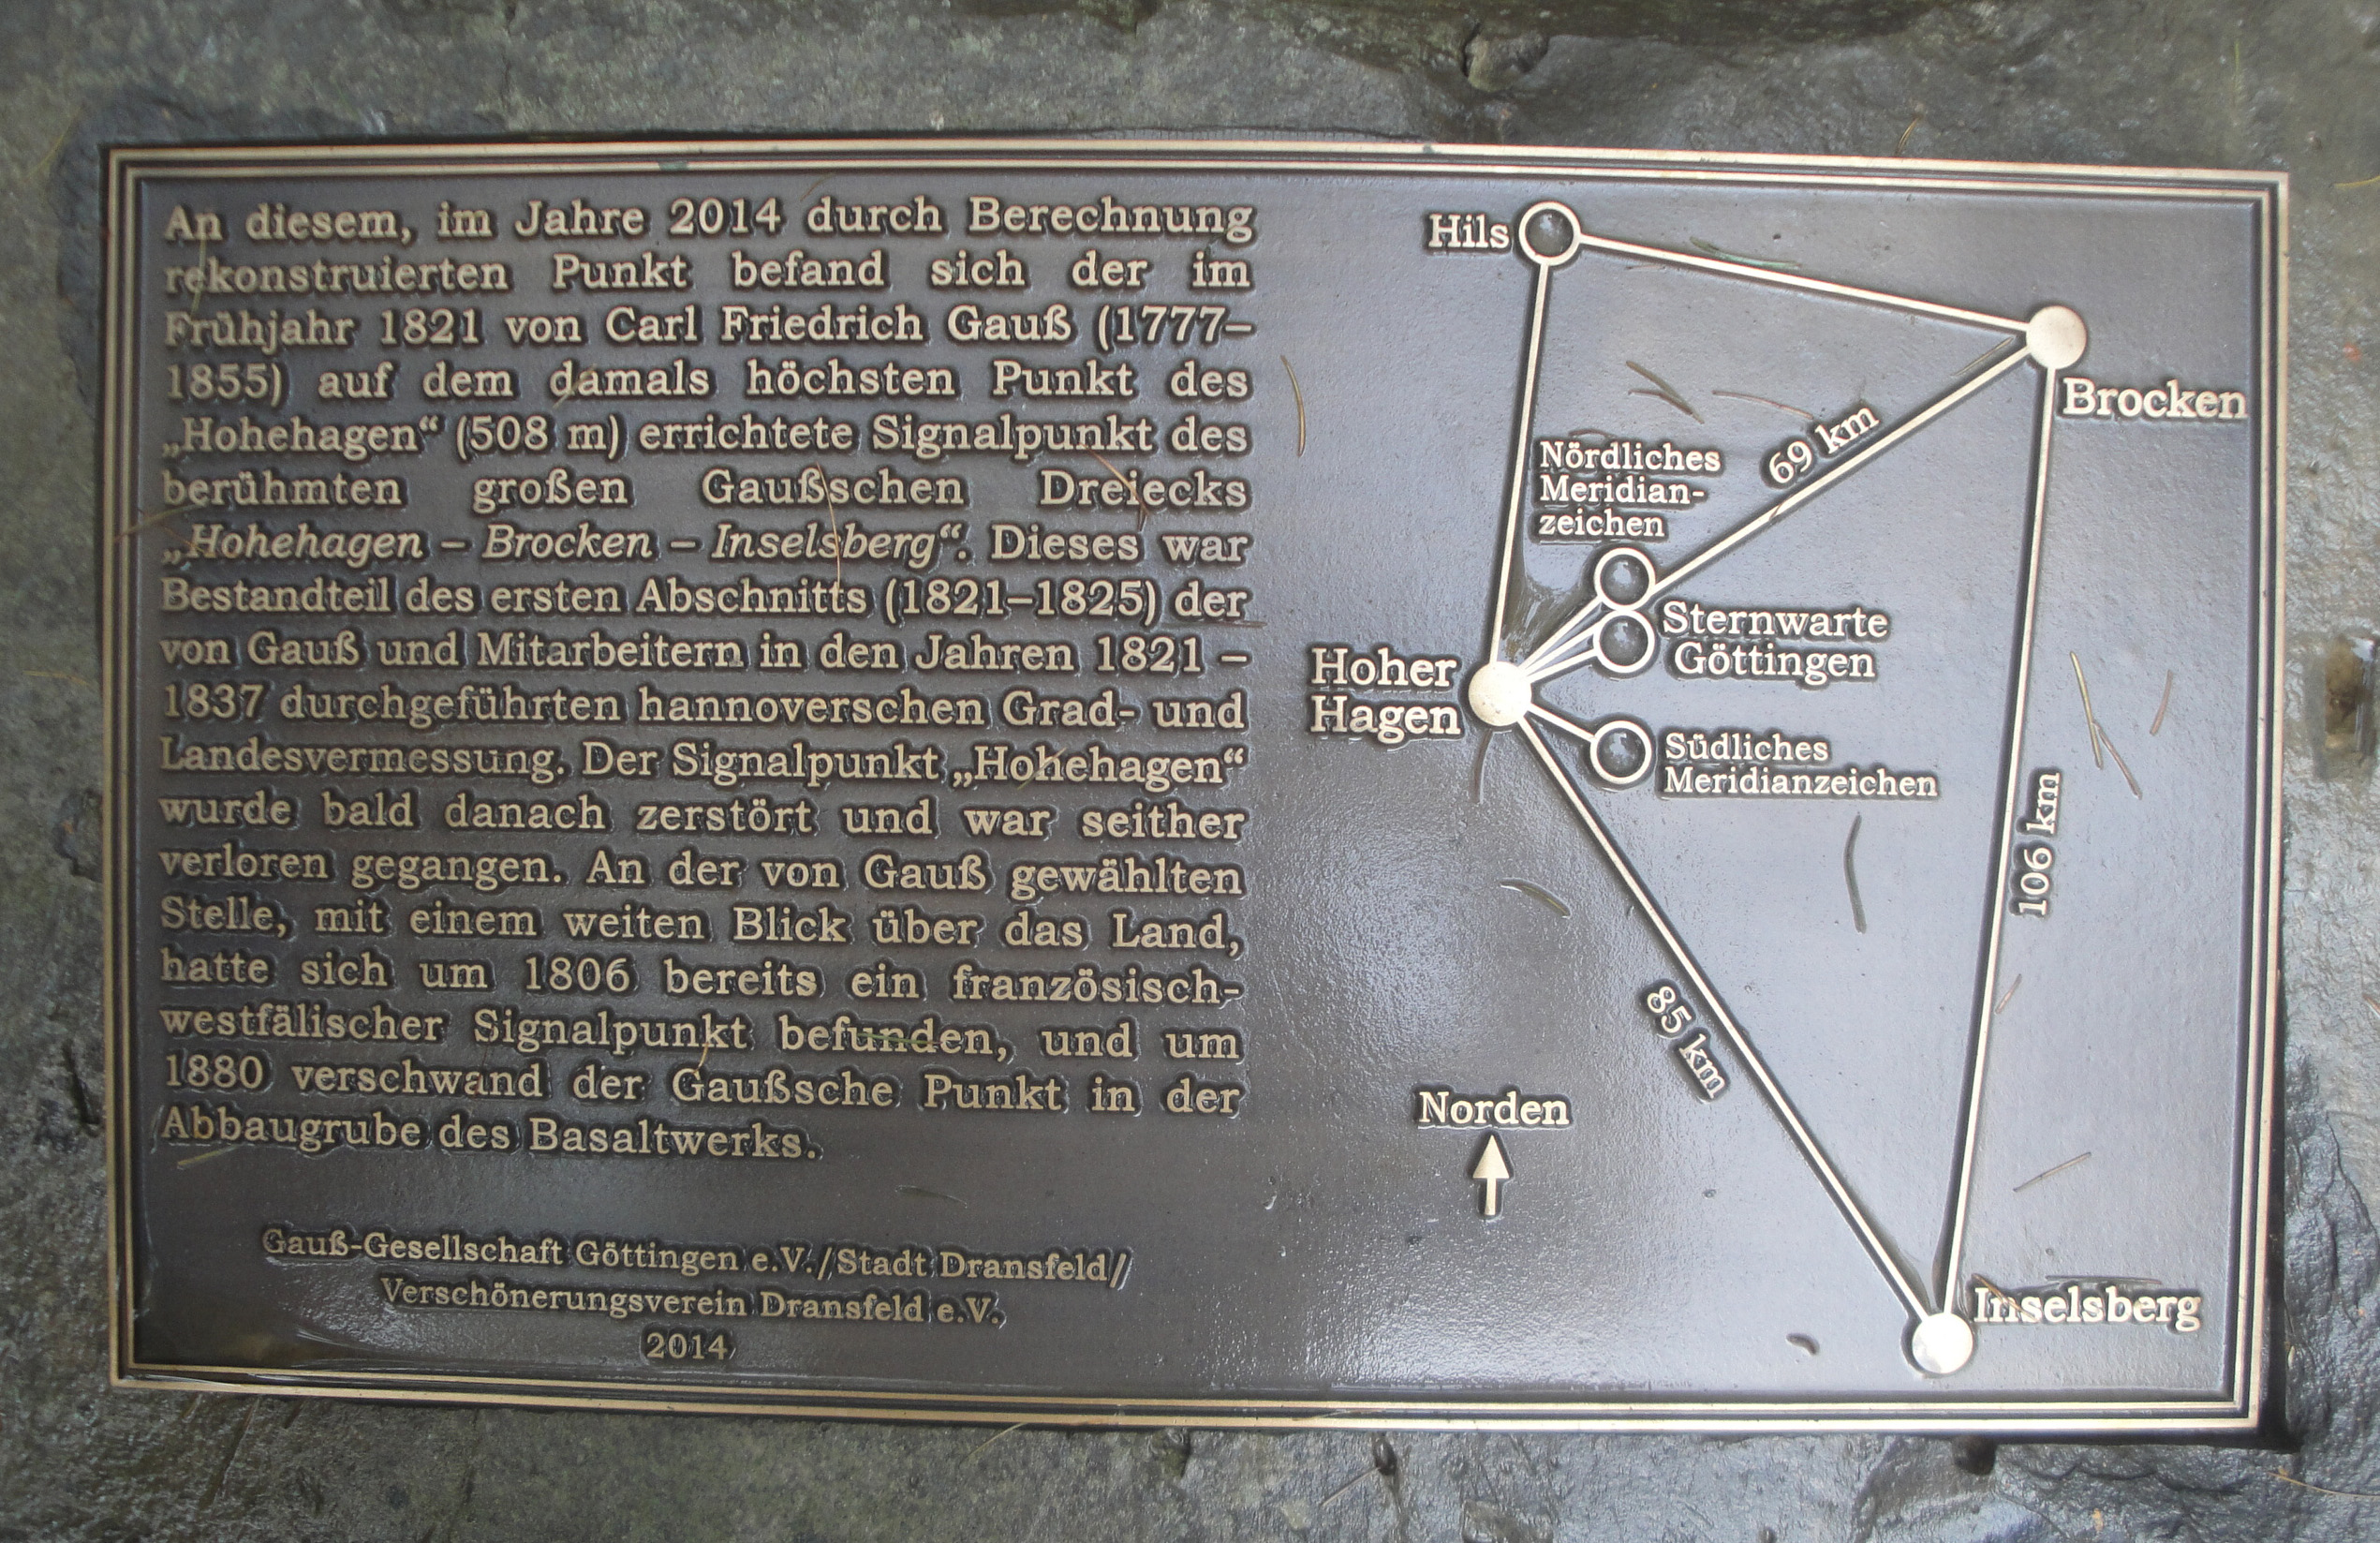 An diesem, im Jahre 2014 durch Berechnung
rekonstruierten Punkt befand sich der im
Frühjahr 1821 von Carl Friedrich Gauß (1777–
1855) auf dem damals höchsten Punkt des
„Hohehagen“ (508 m) errichtete Signalpunkt des
berühmten großen Gaußschen Dreiecks
„Hohehagen – Brocken – Inselsberg“. Dieses war
Bestandteil des ersten Abschnitts (1821–1825) der
von Gauß und Mitarbeitern in den Jahren 1821 –
1837 durchgeführten hannoverschen Grad- und
Landesvermessung. Der Signalpunkt „Hohehagen“
wurde bald danach zerstört und war seither
verloren gegangen. An der von Gauß gewählten
Stelle, mit einem weiten Blick über das Land,
hatte sich um 1806 bereits ein französisch-
westfälischer Signalpunkt befunden, und um
1880 verschwand der Gaußsche Punkt in der
Abbaugrube des Basaltwerks.
Gauß-Gesellschaft Göttingen e.V./Stadt Dransfeld/
Verschönerungsverein Dransfeld e.V.
2014
Hils
Brocken
69 km
Nördliches
Meridian-
zeichen
Sternwarte
Göttingen
Hoher
Hagen
Südliches
Meridianzeichen
106 km
85 km
Norden
Inselsberg